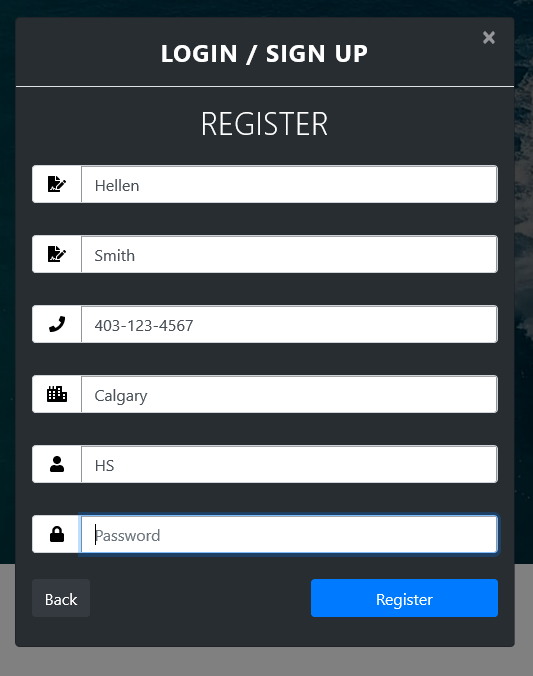 LOGIN / SIGN UP
×
REGISTER
Hellen
Smith
403-123-4567
Calgary
HS
Password
Back
Register